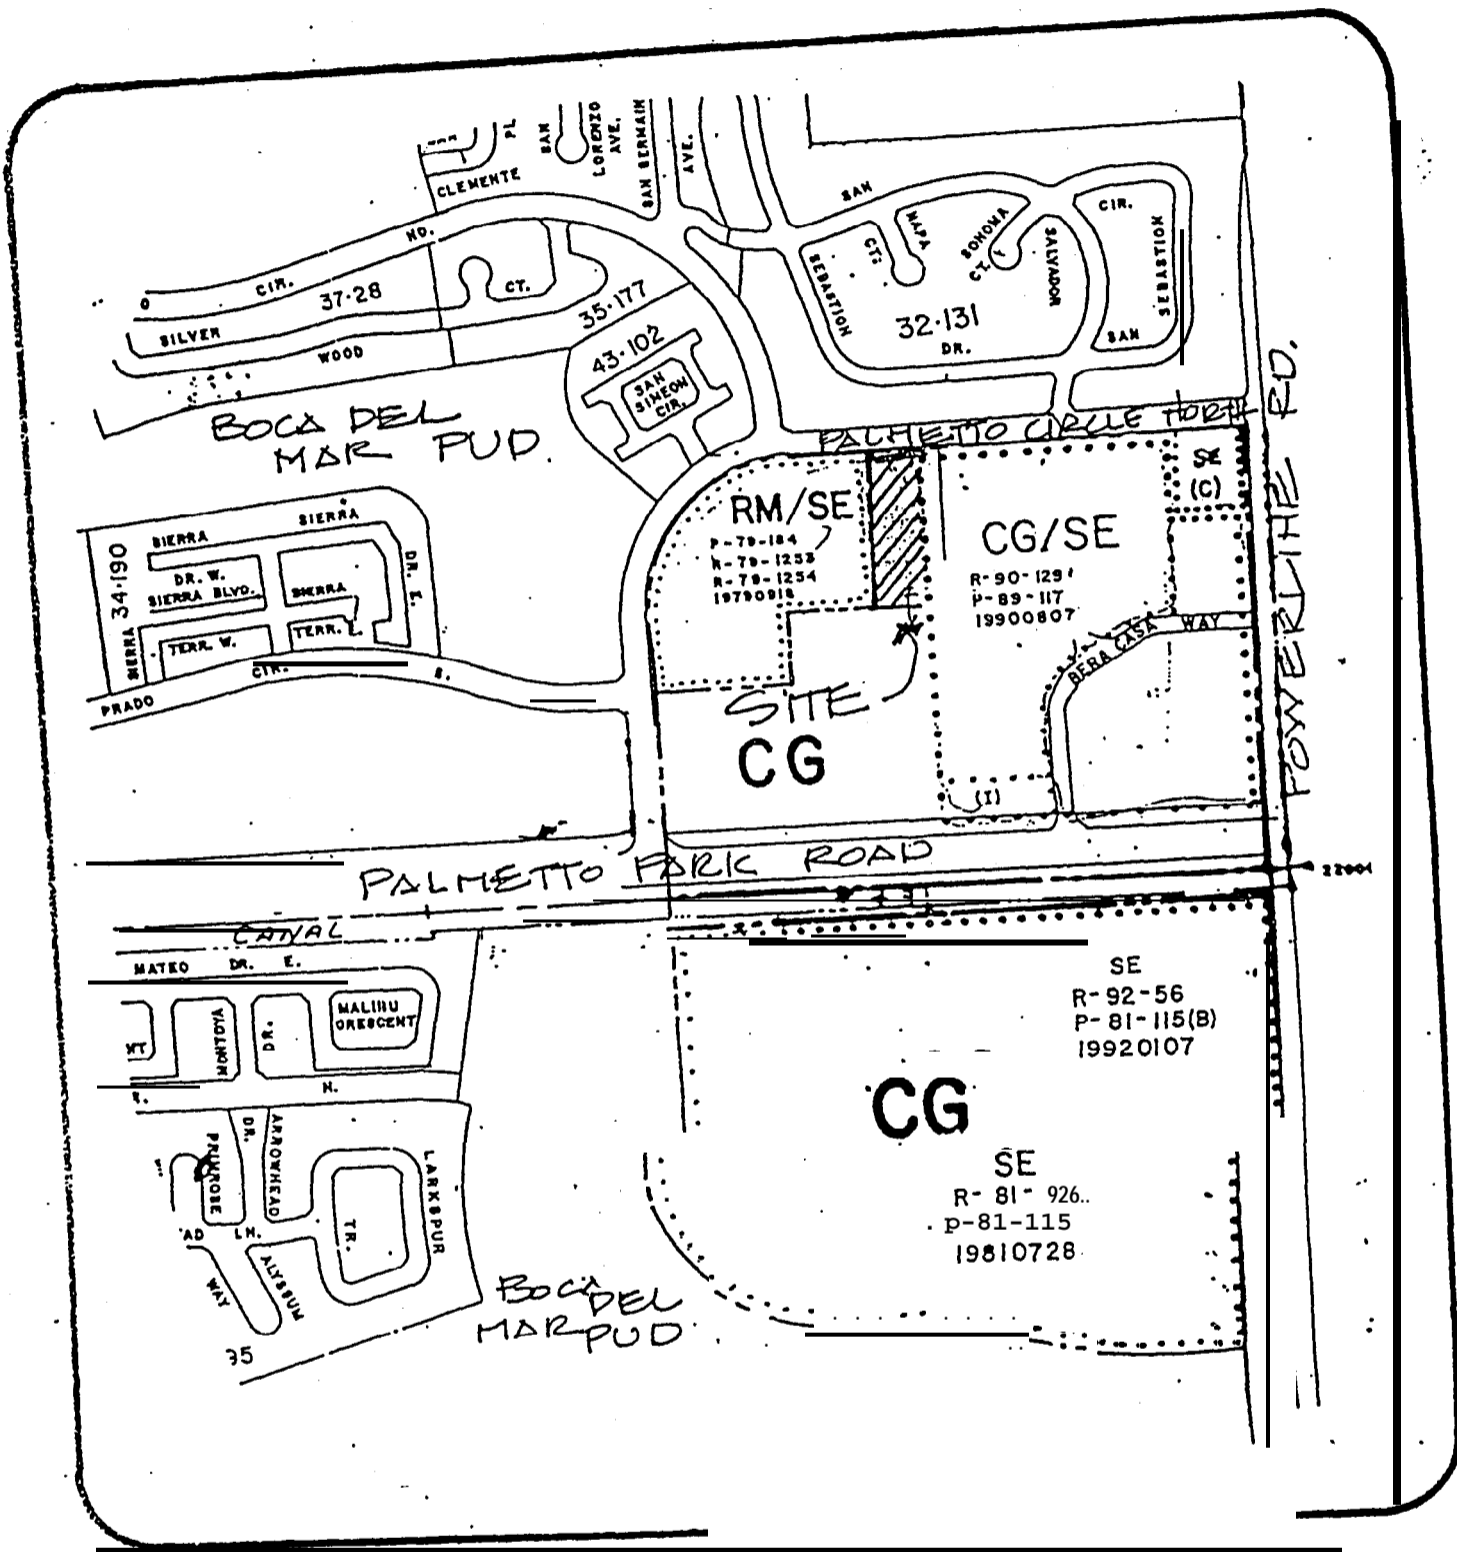 PL
SAN
LORENZO
AVE.
SAN GERMAIN
AVE.
CLEMENTE
NO.
CIR.
37-28
CT.
SILVER
WOOD
35-177
43-102
SAN
SIMEON
CIR.
SAN
NAPA
CT.
SONOMA
CT.
SALVADOR
CIR.
SEBASTION
SEBASTION
32-131
DR.
SAN
BOCA DEL
MAR PUD.
PALMETTO CIRCLE NORTH
POWERLINE RD.
SE
(C)
RM/SE
P-79-184
R-79-1253
R-79-1254
CG/SE
R-90-129
P-89-117
19900807
BERA CASA WAY
SITE
CG
(I)
SIERRA
SIERRA
34-190
SIERRA
DR. W.
SIERRA BLVD.
SIERRA
DR. E.
TERR. W.
TERR. E.
PRADO
CIR.
E.
PALMETTO PARK ROAD
CANAL
MATEO DR. E.
MALIBU
CRESCENT
MONTOYA
DR.
N.
DR.
ARROWHEAD
PRIMROSE
LARKSPUR
TR.
LN.
WAY
ALYSSUM
35
BOCA DEL
MAR PUD
SE
R-92-56
P-81-115(B)
19920107
CG
SE
R-81-926..
p-81-115
19810728